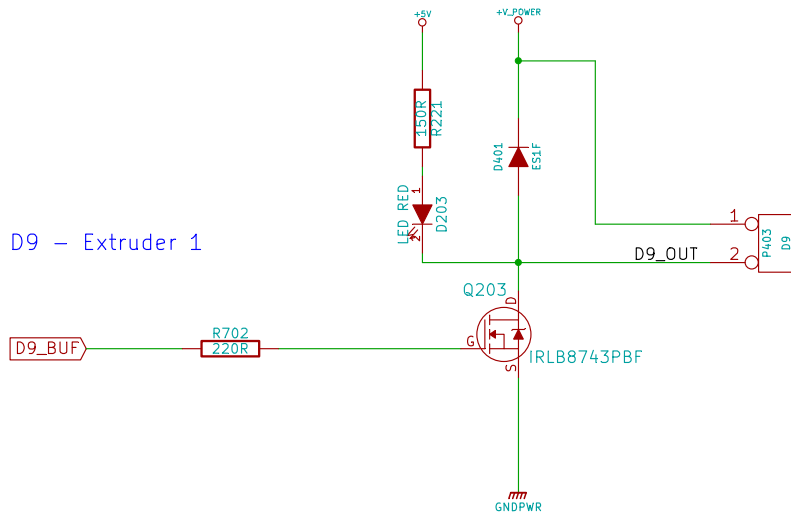 +5V
+V_POWER
150R
R221
D401
ES1F
LED RED
1
2
D203
D9 - Extruder 1
1
2
P403
D9
D9_OUT
Q203
D
G
S
IRLB8743PBF
D9_BUF
R702
220R
GNDPWR